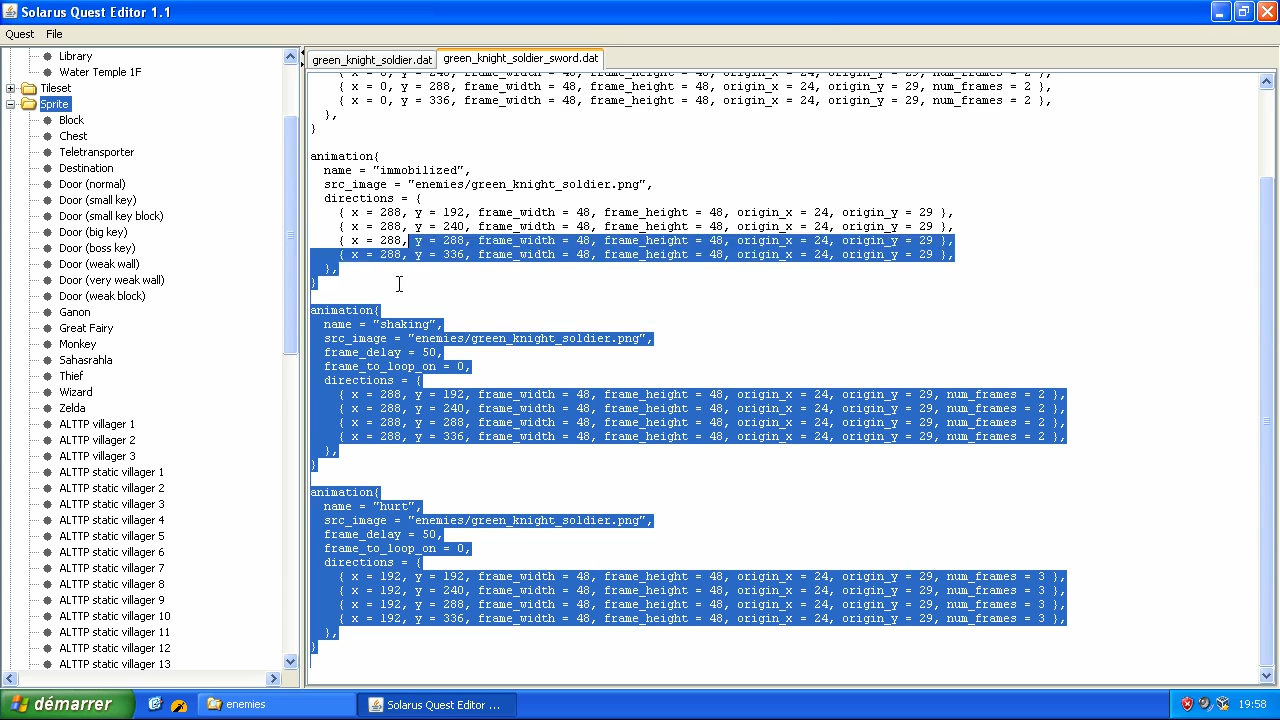 Solarus Quest Editor 1.1
Quest File
Library
Water Temple 1F
Tileset
Sprite
Block
Chest
Teletransporter
Destination
Door (normal)
Door (small key)
Door (small key block)
Door (big key)
Door (boss key)
Door (weak wall)
Door (very weak wall)
Door (weak block)
Ganon
Great Fairy
Monkey
Sahasrahla
Thief
Wizard
Zelda
ALTTP villager 1
ALTTP villager 2
ALTTP villager 3
ALTTP static villager 1
ALTTP static villager 2
ALTTP static villager 3
ALTTP static villager 4
ALTTP static villager 5
ALTTP static villager 6
ALTTP static villager 7
ALTTP static villager 8
ALTTP static villager 9
ALTTP static villager 10
ALTTP static villager 11
ALTTP static villager 12
ALTTP static villager 13
green_knight_soldier.dat green_knight_soldier_sword.dat
{ x = 0, y = 240, frame_width = 48, frame_height = 48, origin_x = 24, origin_y = 29, num_frames = 2 },
{ x = 0, y = 288, frame_width = 48, frame_height = 48, origin_x = 24, origin_y = 29, num_frames = 2 },
{ x = 0, y = 336, frame_width = 48, frame_height = 48, origin_x = 24, origin_y = 29, num_frames = 2 },
},
}
animation{
name = "immobilized",
src_image = "enemies/green_knight_soldier.png",
directions = {
{ x = 288, y = 192, frame_width = 48, frame_height = 48, origin_x = 24, origin_y = 29 },
{ x = 288, y = 240, frame_width = 48, frame_height = 48, origin_x = 24, origin_y = 29 },
{ x = 288, y = 288, frame_width = 48, frame_height = 48, origin_x = 24, origin_y = 29 },
{ x = 288, y = 336, frame_width = 48, frame_height = 48, origin_x = 24, origin_y = 29 },
},
}
animation{
name = "shaking",
src_image = "enemies/green_knight_soldier.png",
frame_delay = 50,
frame_to_loop_on = 0,
directions = {
{ x = 288, y = 192, frame_width = 48, frame_height = 48, origin_x = 24, origin_y = 29, num_frames = 2 },
{ x = 288, y = 240, frame_width = 48, frame_height = 48, origin_x = 24, origin_y = 29, num_frames = 2 },
{ x = 288, y = 288, frame_width = 48, frame_height = 48, origin_x = 24, origin_y = 29, num_frames = 2 },
{ x = 288, y = 336, frame_width = 48, frame_height = 48, origin_x = 24, origin_y = 29, num_frames = 2 },
},
}
animation{
name = "hurt",
src_image = "enemies/green_knight_soldier.png",
frame_delay = 50,
frame_to_loop_on = 0,
directions = {
{ x = 192, y = 192, frame_width = 48, frame_height = 48, origin_x = 24, origin_y = 29, num_frames = 3 },
{ x = 192, y = 240, frame_width = 48, frame_height = 48, origin_x = 24, origin_y = 29, num_frames = 3 },
{ x = 192, y = 288, frame_width = 48, frame_height = 48, origin_x = 24, origin_y = 29, num_frames = 3 },
{ x = 192, y = 336, frame_width = 48, frame_height = 48, origin_x = 24, origin_y = 29, num_frames = 3 },
},
}
démarrer enemies Solarus Quest Editor ... 19:58